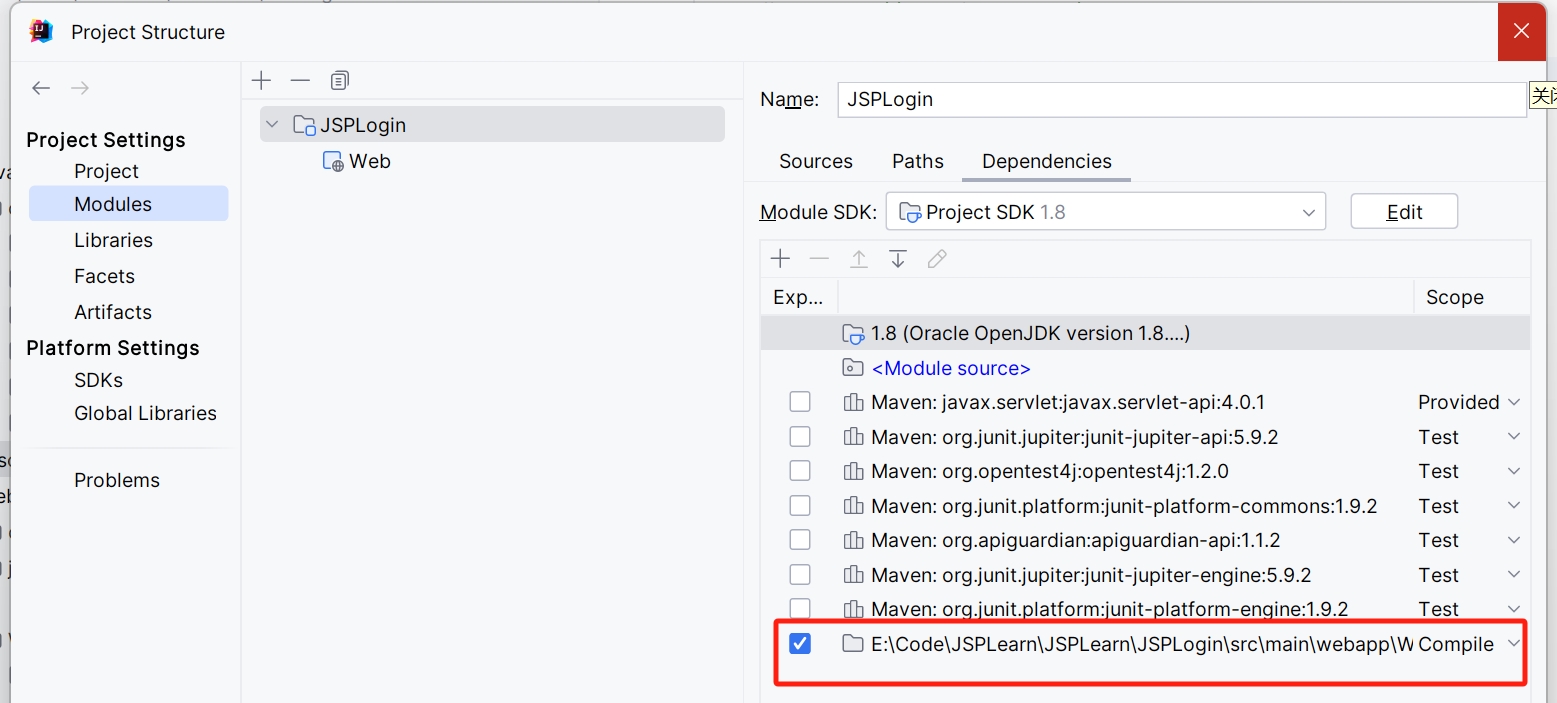 Project Structure
关闭
Project Settings
Project
Modules
Libraries
Facets
Artifacts
Platform Settings
SDKs
Global Libraries
Problems
JSPLogin
Web
Name: JSPLogin
Sources Paths Dependencies
Module SDK: Project SDK 1.8 Edit
Exp... Scope
1.8 (Oracle OpenJDK version 1.8....)
<Module source>
Maven: javax.servlet:javax.servlet-api:4.0.1 Provided
Maven: org.junit.jupiter:junit-jupiter-api:5.9.2 Test
Maven: org.opentest4j:opentest4j:1.2.0 Test
Maven: org.junit.platform:junit-platform-commons:1.9.2 Test
Maven: org.apiguardian:apiguardian-api:1.1.2 Test
Maven: org.junit.jupiter:junit-jupiter-engine:5.9.2 Test
Maven: org.junit.platform:junit-platform-engine:1.9.2 Test
E:\Code\JSPLearn\JSPLearn\JSPLogin\src\main\webapp\W Compile